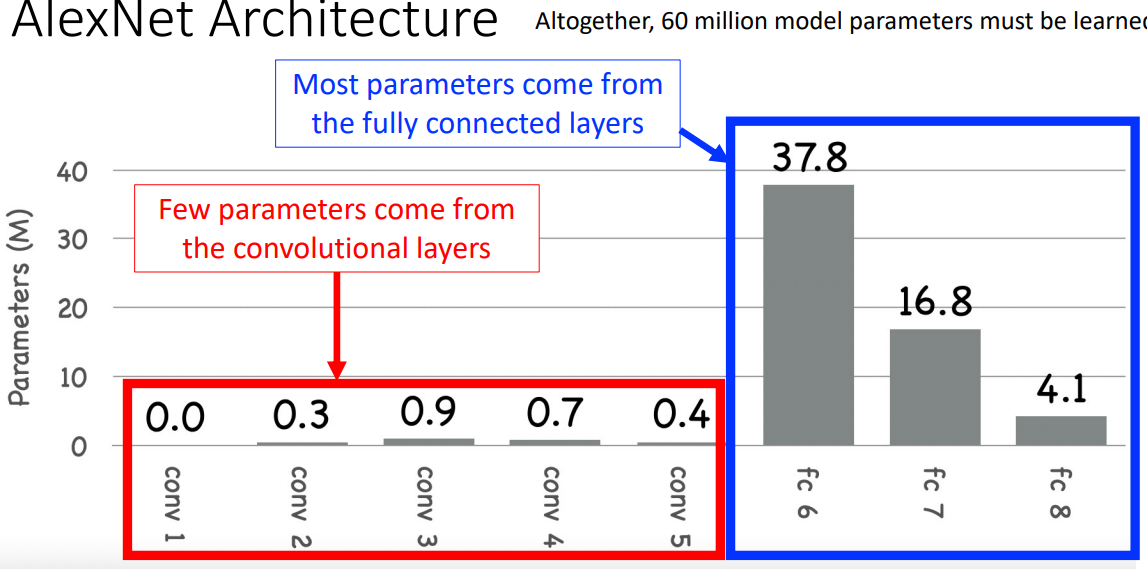 AlexNet Architecture
Altogether, 60 million model parameters must be learned
Most parameters come from
the fully connected layers
Few parameters come from
the convolutional layers
Parameters (M)
40
30
20
10
0
0.0
0.3
0.9
0.7
0.4
37.8
16.8
4.1
conv 1
conv 2
conv 3
conv 4
conv 5
fc 6
fc 7
fc 8